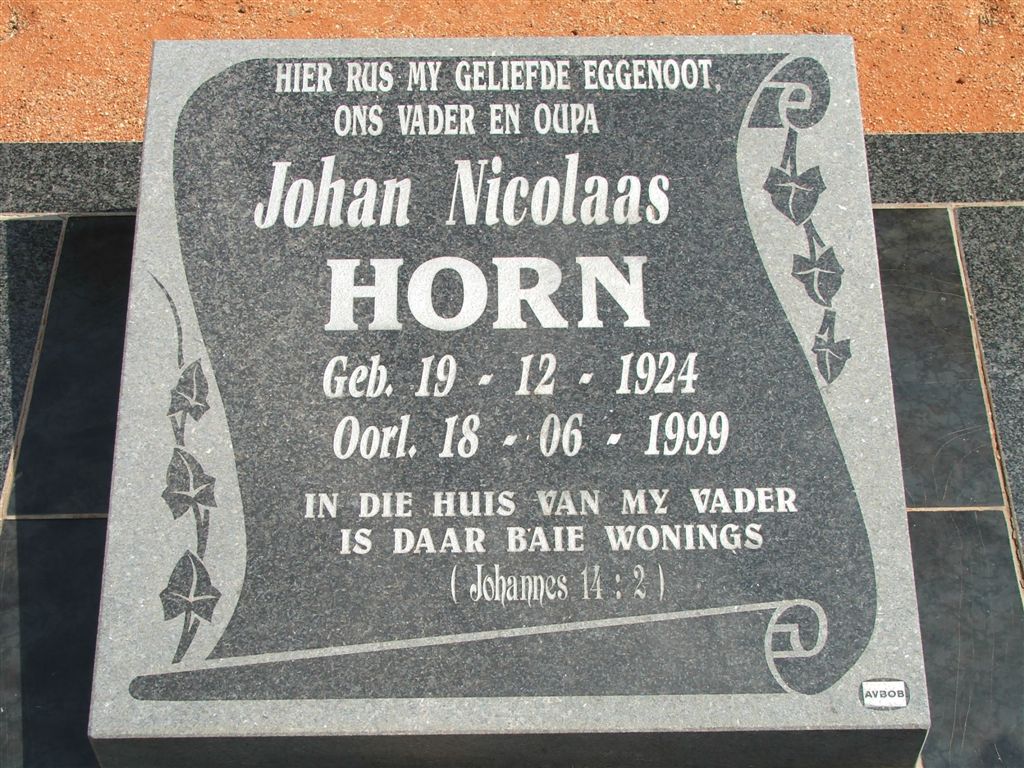 HIER RUS MY GELIEFDE EGGENOOT,
ONS VADER EN OUPA
Johan Nicolaas
HORN
Geb. 19 - 12 - 1924
Oorl. 18 - 06 - 1999
IN DIE HUIS VAN MY VADER
IS DAAR BAIE WONINGS
( Johannes 14 : 2 )
AVBOB